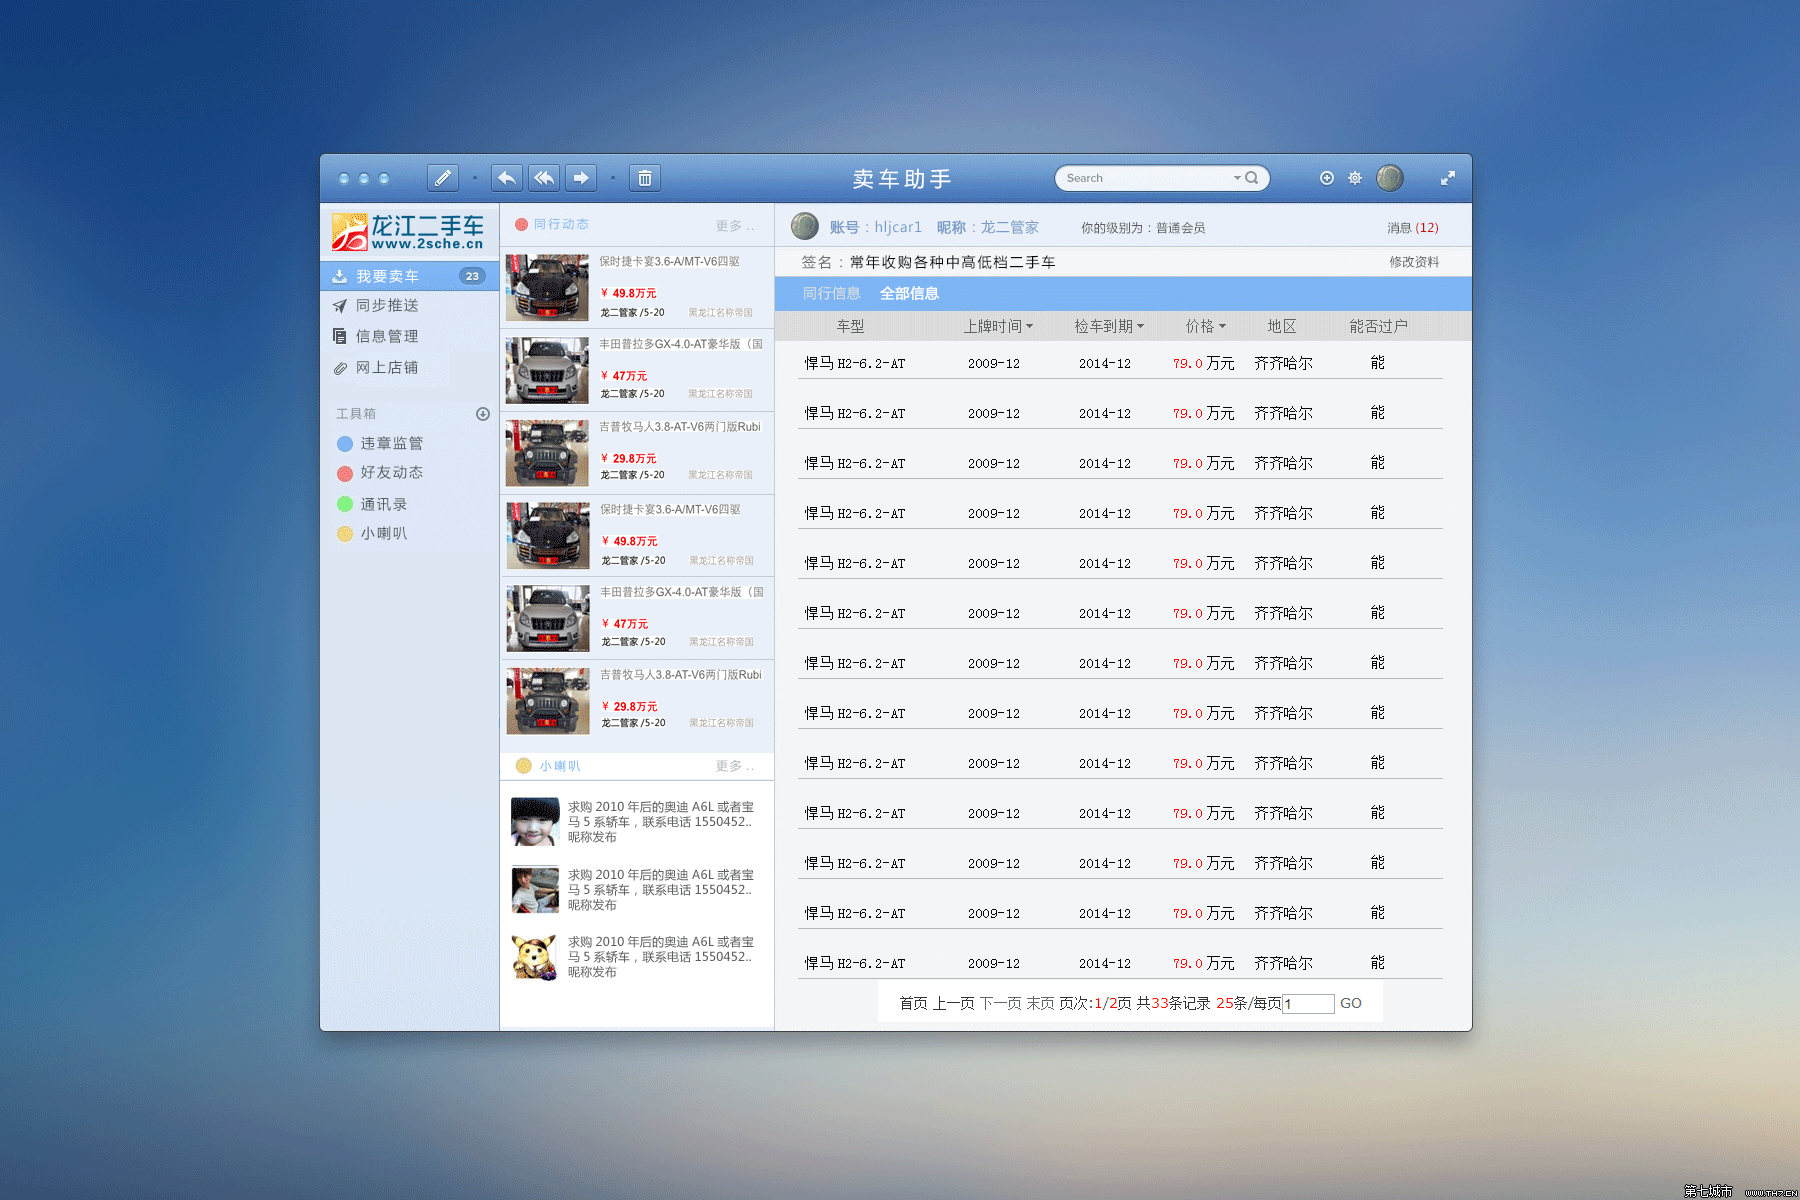 卖车助手
Search
龙江二手车
www.2sche.cn
我要卖车 23
同步推送
信息管理
网上店铺
工具箱
违章监管
好友动态
通讯录
小喇叭
同行动态 更多 ..
保时捷卡宴3.6-A/MT-V6四驱
¥ 49.8万元
龙二管家 /5-20 黑龙江名称帝国
丰田普拉多GX-4.0-AT豪华版（国
¥ 47万元
龙二管家 /5-20 黑龙江名称帝国
吉普牧马人3.8-AT-V6两门版Rubi
¥ 29.8万元
龙二管家 /5-20 黑龙江名称帝国
保时捷卡宴3.6-A/MT-V6四驱
¥ 49.8万元
龙二管家 /5-20 黑龙江名称帝国
丰田普拉多GX-4.0-AT豪华版（国
¥ 47万元
龙二管家 /5-20 黑龙江名称帝国
吉普牧马人3.8-AT-V6两门版Rubi
¥ 29.8万元
龙二管家 /5-20 黑龙江名称帝国
小喇叭 更多 ..
求购 2010 年后的奥迪 A6L 或者宝
马 5 系轿车，联系电话 1550452..
昵称发布
求购 2010 年后的奥迪 A6L 或者宝
马 5 系轿车，联系电话 1550452..
昵称发布
求购 2010 年后的奥迪 A6L 或者宝
马 5 系轿车，联系电话 1550452..
昵称发布
账号：hljcar1 昵称：龙二管家 你的级别为：普通会员 消息 (12)
签名：常年收购各种中高低档二手车 修改资料
同行信息 全部信息
车型 上牌时间 检车到期 价格 地区 能否过户
悍马 H2-6.2-AT 2009-12 2014-12 79.0 万元 齐齐哈尔 能
悍马 H2-6.2-AT 2009-12 2014-12 79.0 万元 齐齐哈尔 能
悍马 H2-6.2-AT 2009-12 2014-12 79.0 万元 齐齐哈尔 能
悍马 H2-6.2-AT 2009-12 2014-12 79.0 万元 齐齐哈尔 能
悍马 H2-6.2-AT 2009-12 2014-12 79.0 万元 齐齐哈尔 能
悍马 H2-6.2-AT 2009-12 2014-12 79.0 万元 齐齐哈尔 能
悍马 H2-6.2-AT 2009-12 2014-12 79.0 万元 齐齐哈尔 能
悍马 H2-6.2-AT 2009-12 2014-12 79.0 万元 齐齐哈尔 能
悍马 H2-6.2-AT 2009-12 2014-12 79.0 万元 齐齐哈尔 能
悍马 H2-6.2-AT 2009-12 2014-12 79.0 万元 齐齐哈尔 能
悍马 H2-6.2-AT 2009-12 2014-12 79.0 万元 齐齐哈尔 能
悍马 H2-6.2-AT 2009-12 2014-12 79.0 万元 齐齐哈尔 能
悍马 H2-6.2-AT 2009-12 2014-12 79.0 万元 齐齐哈尔 能
首页 上一页 下一页 末页 页次:1/2页 共33条记录 25条/每页 1 GO
第七城市 WWW.TH7.CN